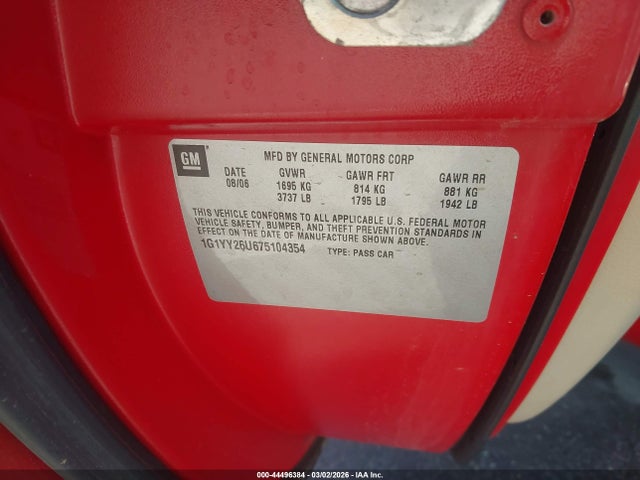 GM
MFD BY GENERAL MOTORS CORP
DATE GVWR GAWR FRT GAWR RR
08/06 1695 KG 814 KG 881 KG
3737 LB 1795 LB 1942 LB
THIS VEHICLE CONFORMS TO ALL APPLICABLE U.S. FEDERAL MOTOR
VEHICLE SAFETY, BUMPER, AND THEFT PREVENTION STANDARDS IN
EFFECT ON THE DATE OF MANUFACTURE SHOWN ABOVE.
1G1YY26U675104354 TYPE: PASS CAR
000-44496384 | 03/02/2026 - IAA Inc.